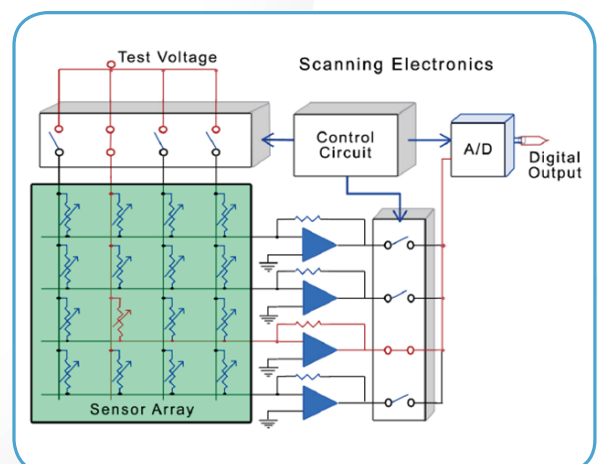 Test Voltage
Scanning Electronics
Control
Circuit
A/D
Digital
Output
Sensor Array